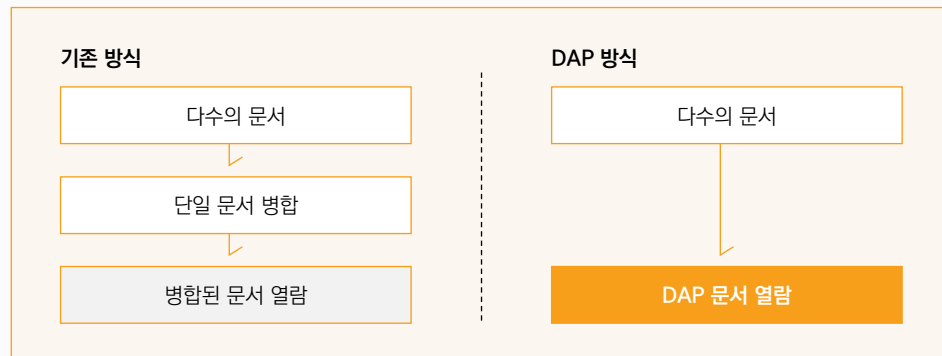 기존 방식
다수의 문서
단일 문서 병합
병합된 문서 열람
DAP 방식
다수의 문서
DAP 문서 열람